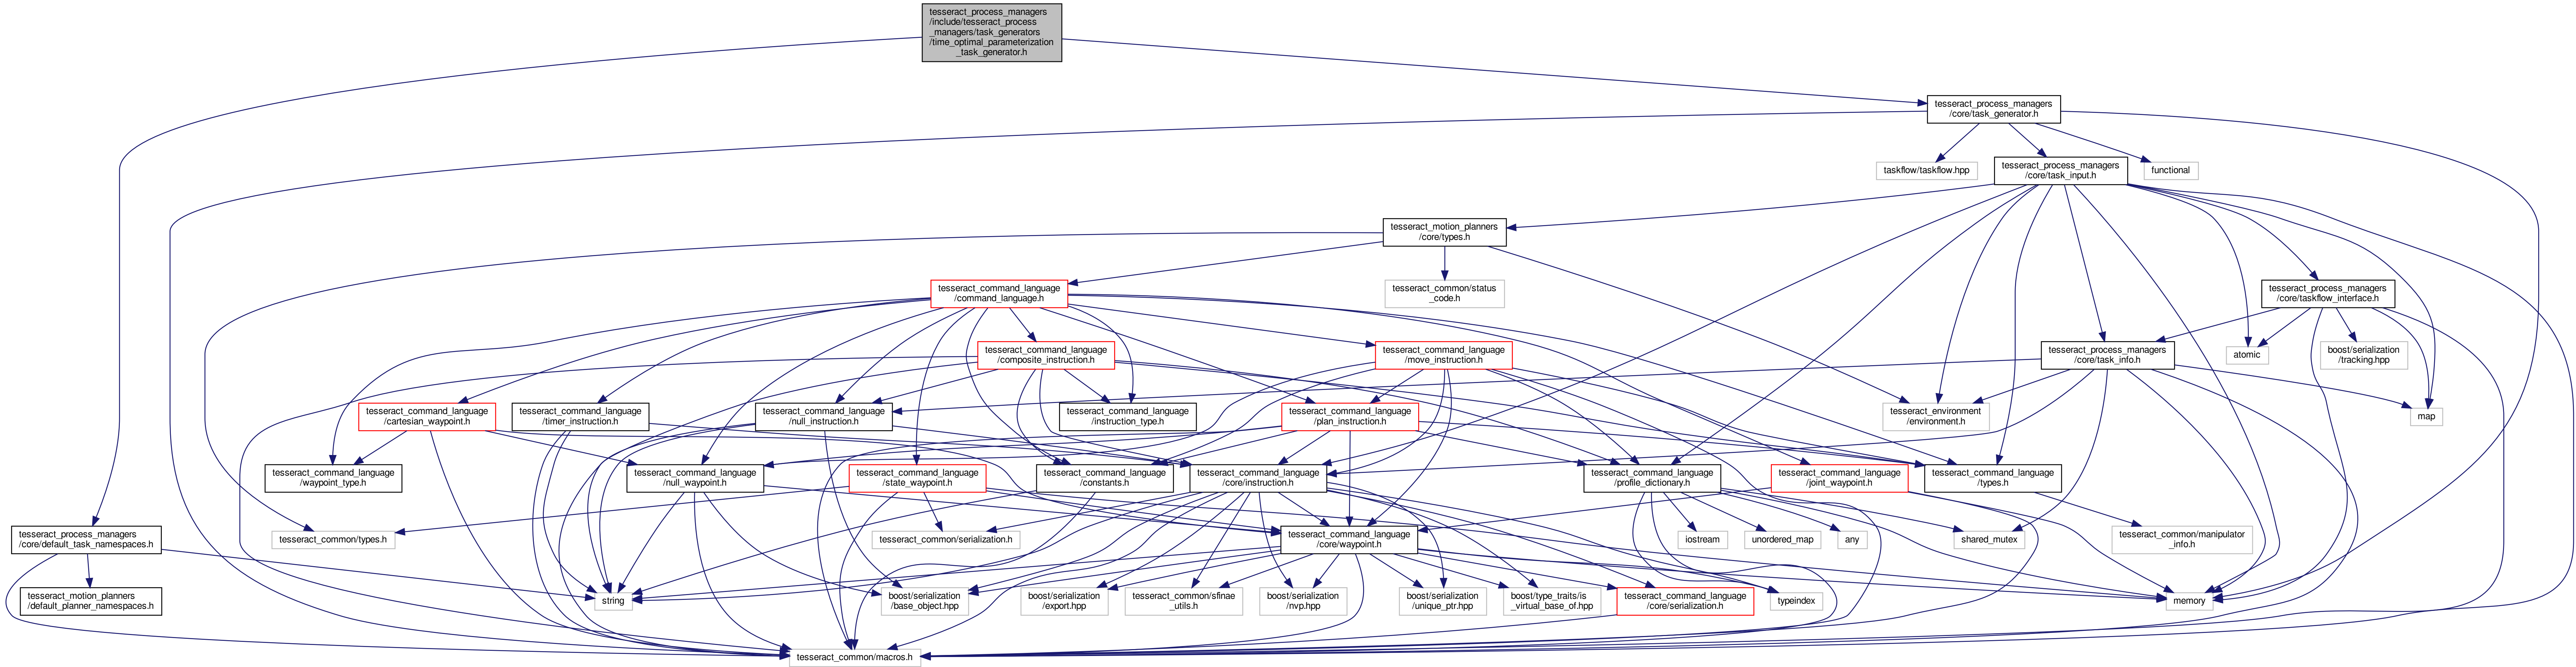 tesseract_process_managers
/include/tesseract_process
_managers/task_generators
/time_optimal_parameterization
_task_generator.h
tesseract_process_managers
/core/task_generator.h
taskflow/taskflow.hpp
tesseract_process_managers
/core/task_input.h
functional
tesseract_motion_planners
/core/types.h
tesseract_command_language
/command_language.h
tesseract_common/status
_code.h
tesseract_process_managers
/core/taskflow_interface.h
tesseract_command_language
/composite_instruction.h
tesseract_command_language
/move_instruction.h
tesseract_process_managers
/core/task_info.h
atomic
boost/serialization
/tracking.hpp
tesseract_command_language
/cartesian_waypoint.h
tesseract_command_language
/timer_instruction.h
tesseract_command_language
/null_instruction.h
tesseract_command_language
/instruction_type.h
tesseract_command_language
/plan_instruction.h
tesseract_environment
/environment.h
map
tesseract_command_language
/waypoint_type.h
tesseract_command_language
/null_waypoint.h
tesseract_command_language
/state_waypoint.h
tesseract_command_language
/constants.h
tesseract_command_language
/core/instruction.h
tesseract_command_language
/profile_dictionary.h
tesseract_command_language
/joint_waypoint.h
tesseract_command_language
/types.h
tesseract_process_managers
/core/default_task_namespaces.h
tesseract_common/types.h
tesseract_common/serialization.h
tesseract_command_language
/core/waypoint.h
iostream
unordered_map
any
shared_mutex
tesseract_common/manipulator
_info.h
tesseract_motion_planners
/default_planner_namespaces.h
string
boost/serialization
/base_object.hpp
boost/serialization
/export.hpp
tesseract_common/sfinae
_utils.h
boost/serialization
/nvp.hpp
boost/serialization
/unique_ptr.hpp
boost/type_traits/is
_virtual_base_of.hpp
tesseract_command_language
/core/serialization.h
typeindex
memory
tesseract_common/macros.h